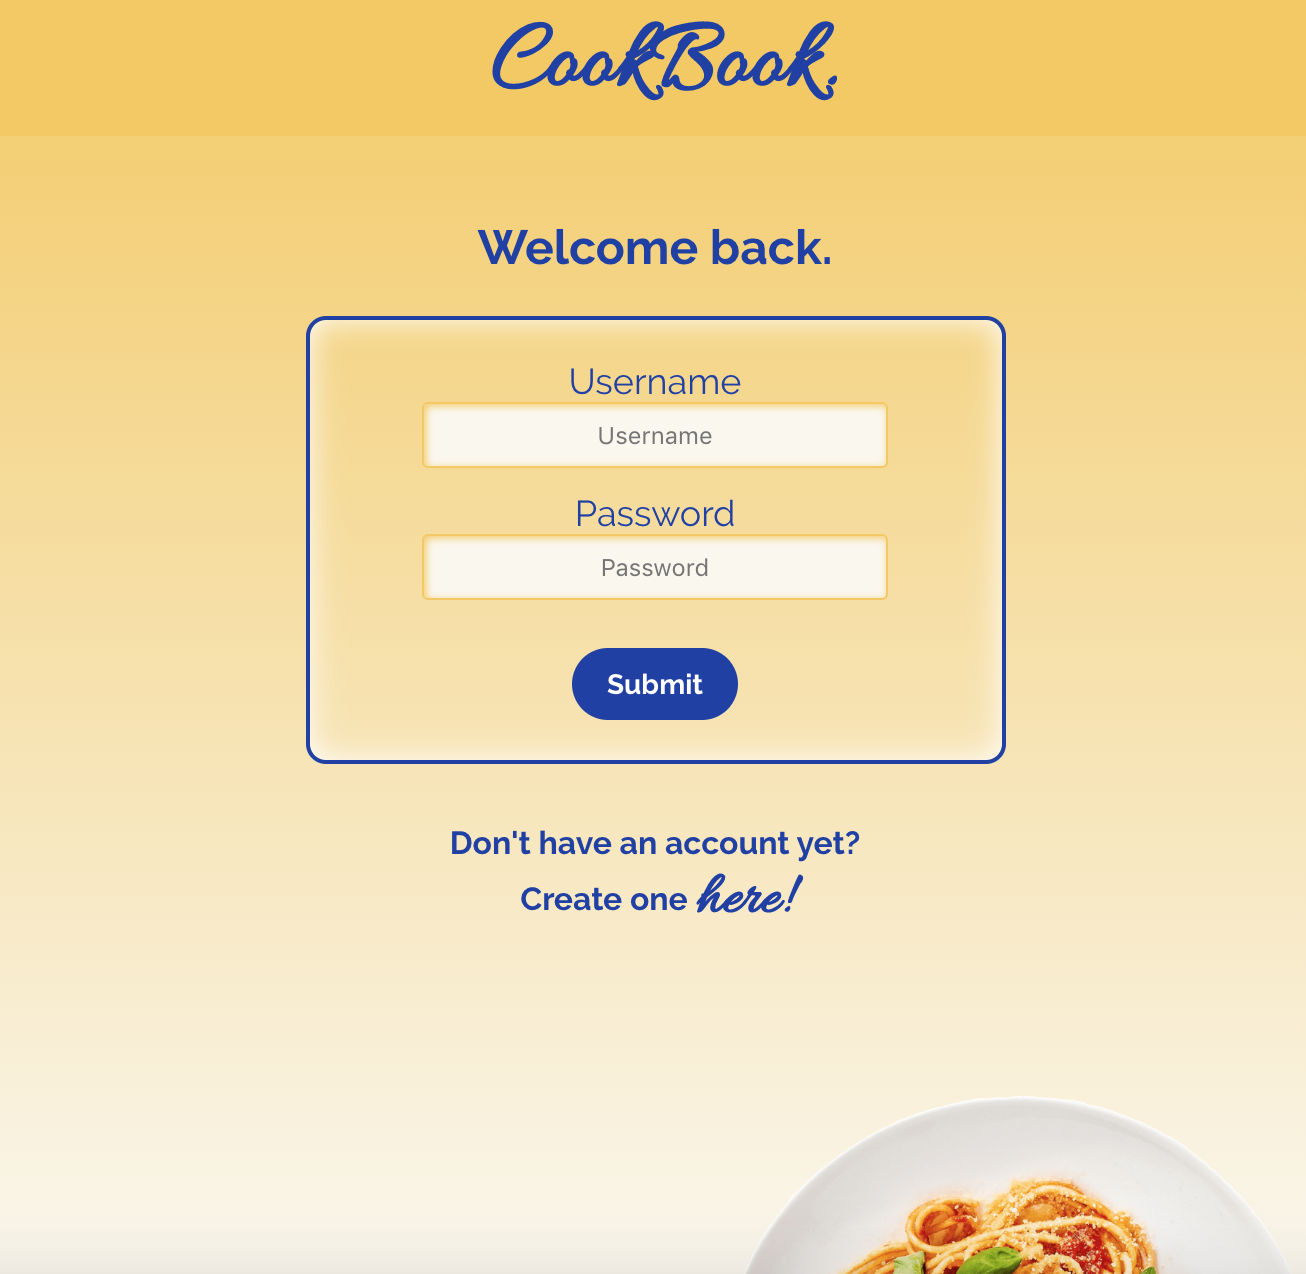 CookBook.
Welcome back.
Username
Username
Password
Password
Submit
Don't have an account yet?
Create one here!